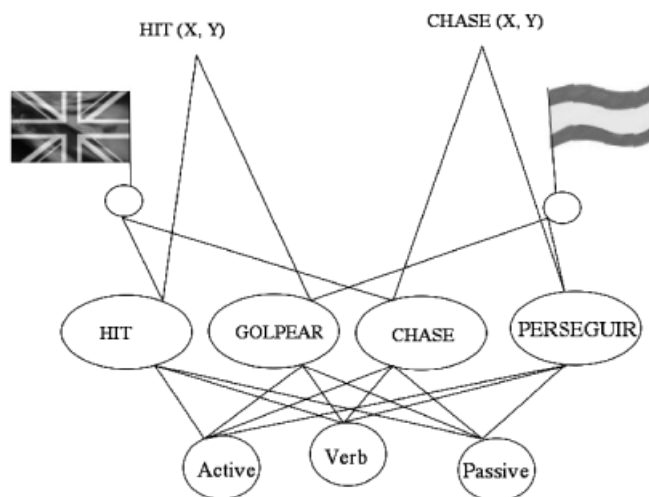 HIT (X, Y)
CHASE (X, Y)
HIT
GOLPEAR
CHASE
PERSEGUIR
Active
Verb
Passive